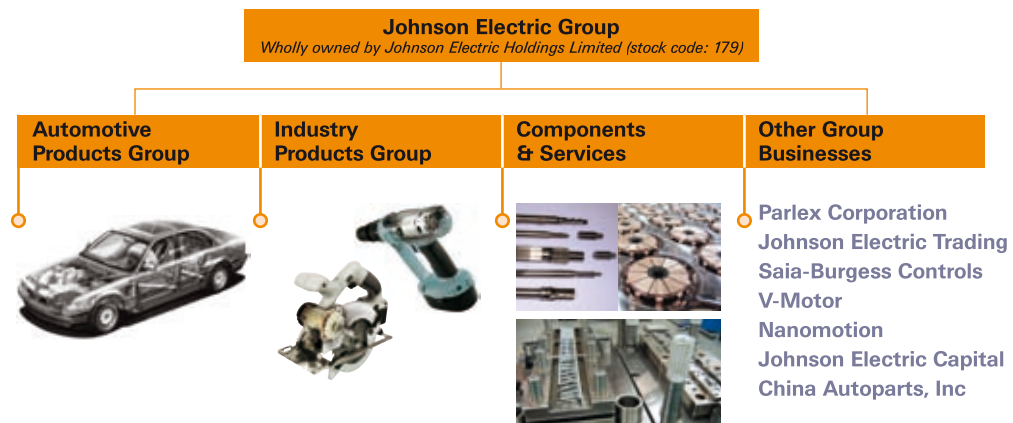 Johnson Electric Group
Wholly owned by Johnson Electric Holdings Limited (stock code: 179)
Automotive
Products Group
Industry
Products Group
Components
& Services
Other Group
Businesses
Parlex Corporation
Johnson Electric Trading
Saia-Burgess Controls
V-Motor
Nanomotion
Johnson Electric Capital
China Autoparts, Inc